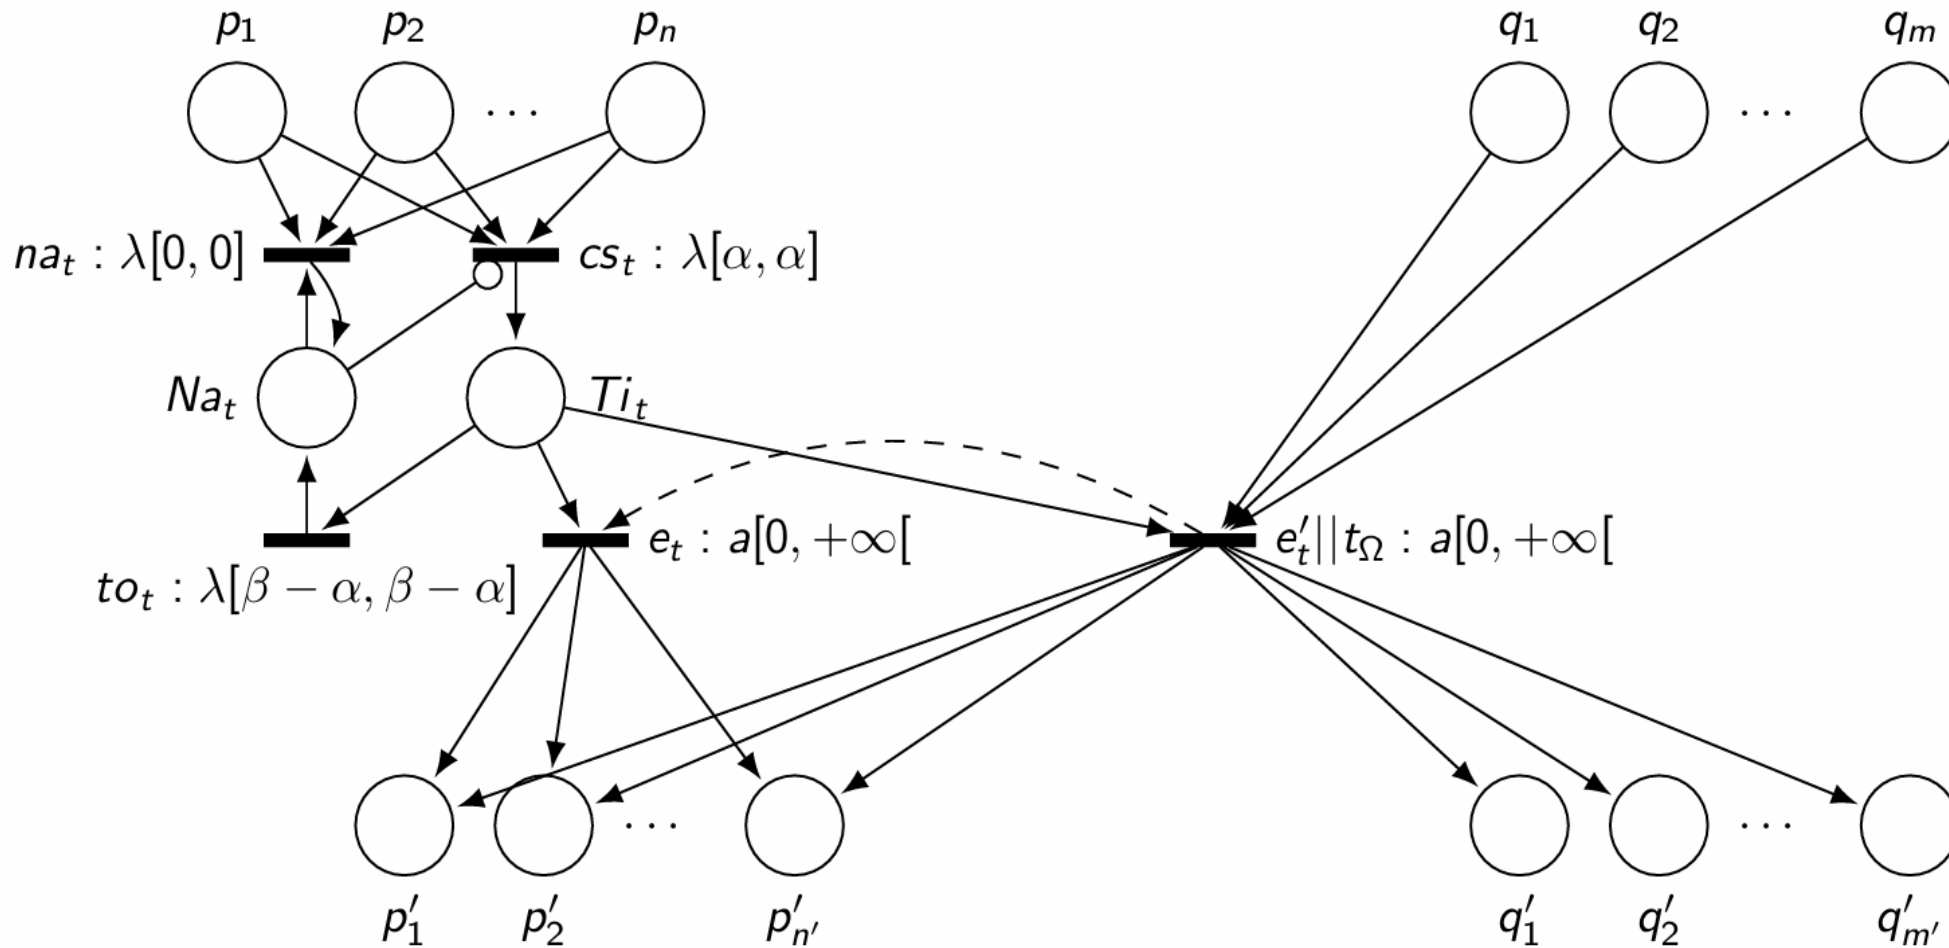 p₁ p₂ pₙ q₁ q₂ qₘ
··· ···
naₜ : λ[0, 0] csₜ : λ[α, α]
Naₜ Tiₜ
eₜ : a[0, +∞[ e′ₜ||t_Ω : a[0, +∞[
toₜ : λ[β − α, β − α]
··· ···
p′₁ p′₂ p′ₙ′ q′₁ q′₂ q′ₘ′